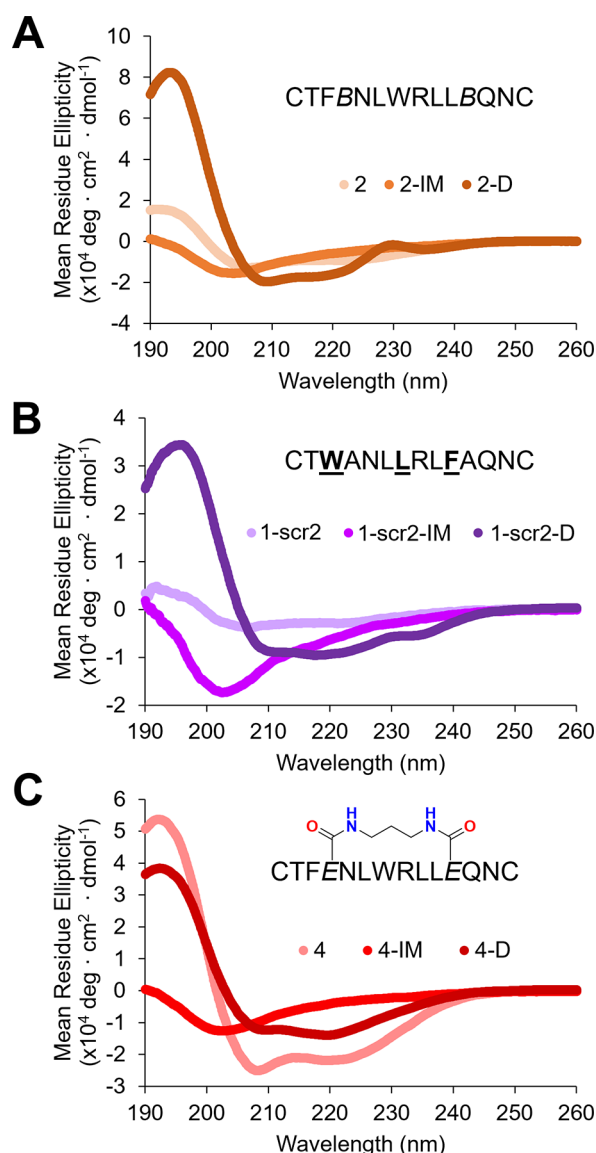 A
Mean Residue Ellipticity
(x10⁴ deg · cm² · dmol⁻¹)
10
8
6
4
2
0
-2
-4
CTFBNLWRLLBQNC
2 2-IM 2-D
190 200 210 220 230 240 250 260
Wavelength (nm)
B
Mean Residue Ellipticity
(x10⁴ deg · cm² · dmol⁻¹)
4
3
2
1
0
-1
-2
CTWANLLRLFAQNC
1-scr2 1-scr2-IM 1-scr2-D
190 200 210 220 230 240 250 260
Wavelength (nm)
C
Mean Residue Ellipticity
(x10⁴ deg · cm² · dmol⁻¹)
6
5
4
3
2
1
0
-1
-2
-3
H H
O N N O
CTFENLWRLLEQNC
4 4-IM 4-D
190 200 210 220 230 240 250 260
Wavelength (nm)